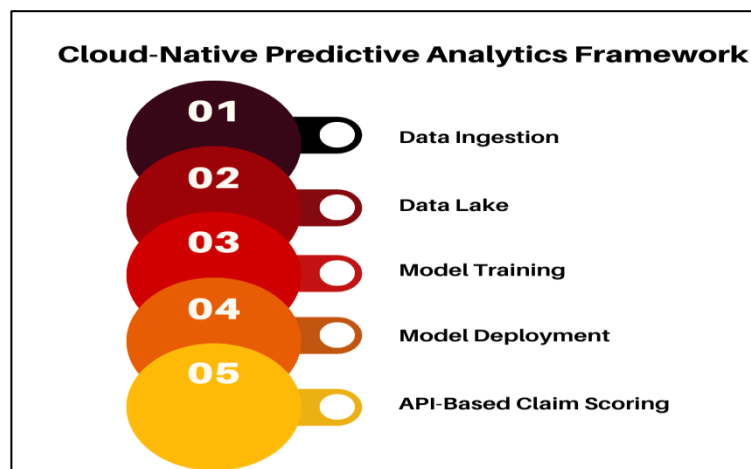 Cloud-Native Predictive Analytics Framework
01
Data Ingestion
02
Data Lake
03
Model Training
04
Model Deployment
05
API-Based Claim Scoring